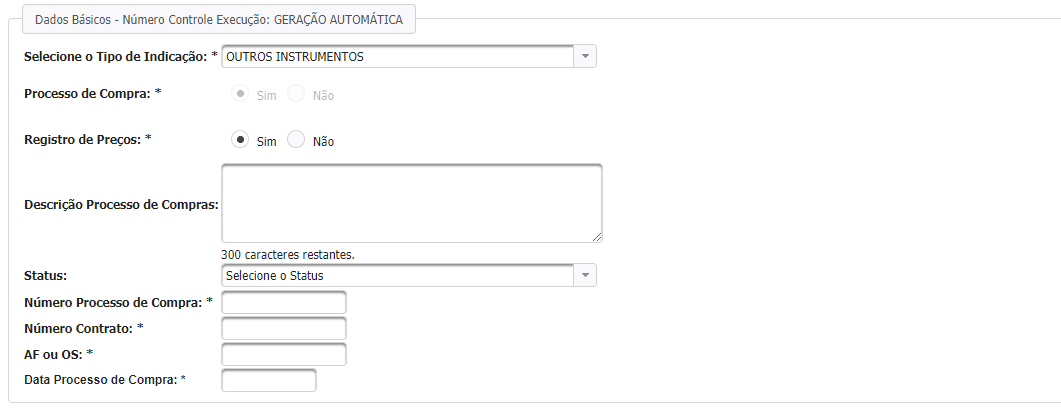 Dados Básicos - Número Controle Execução: GERAÇÃO AUTOMÁTICA
Selecione o Tipo de Indicação: * OUTROS INSTRUMENTOS
Processo de Compra: * Sim Não
Registro de Preços: * Sim Não
Descrição Processo de Compras:
300 caracteres restantes.
Status: Selecione o Status
Número Processo de Compra: *
Número Contrato: *
AF ou OS: *
Data Processo de Compra: *